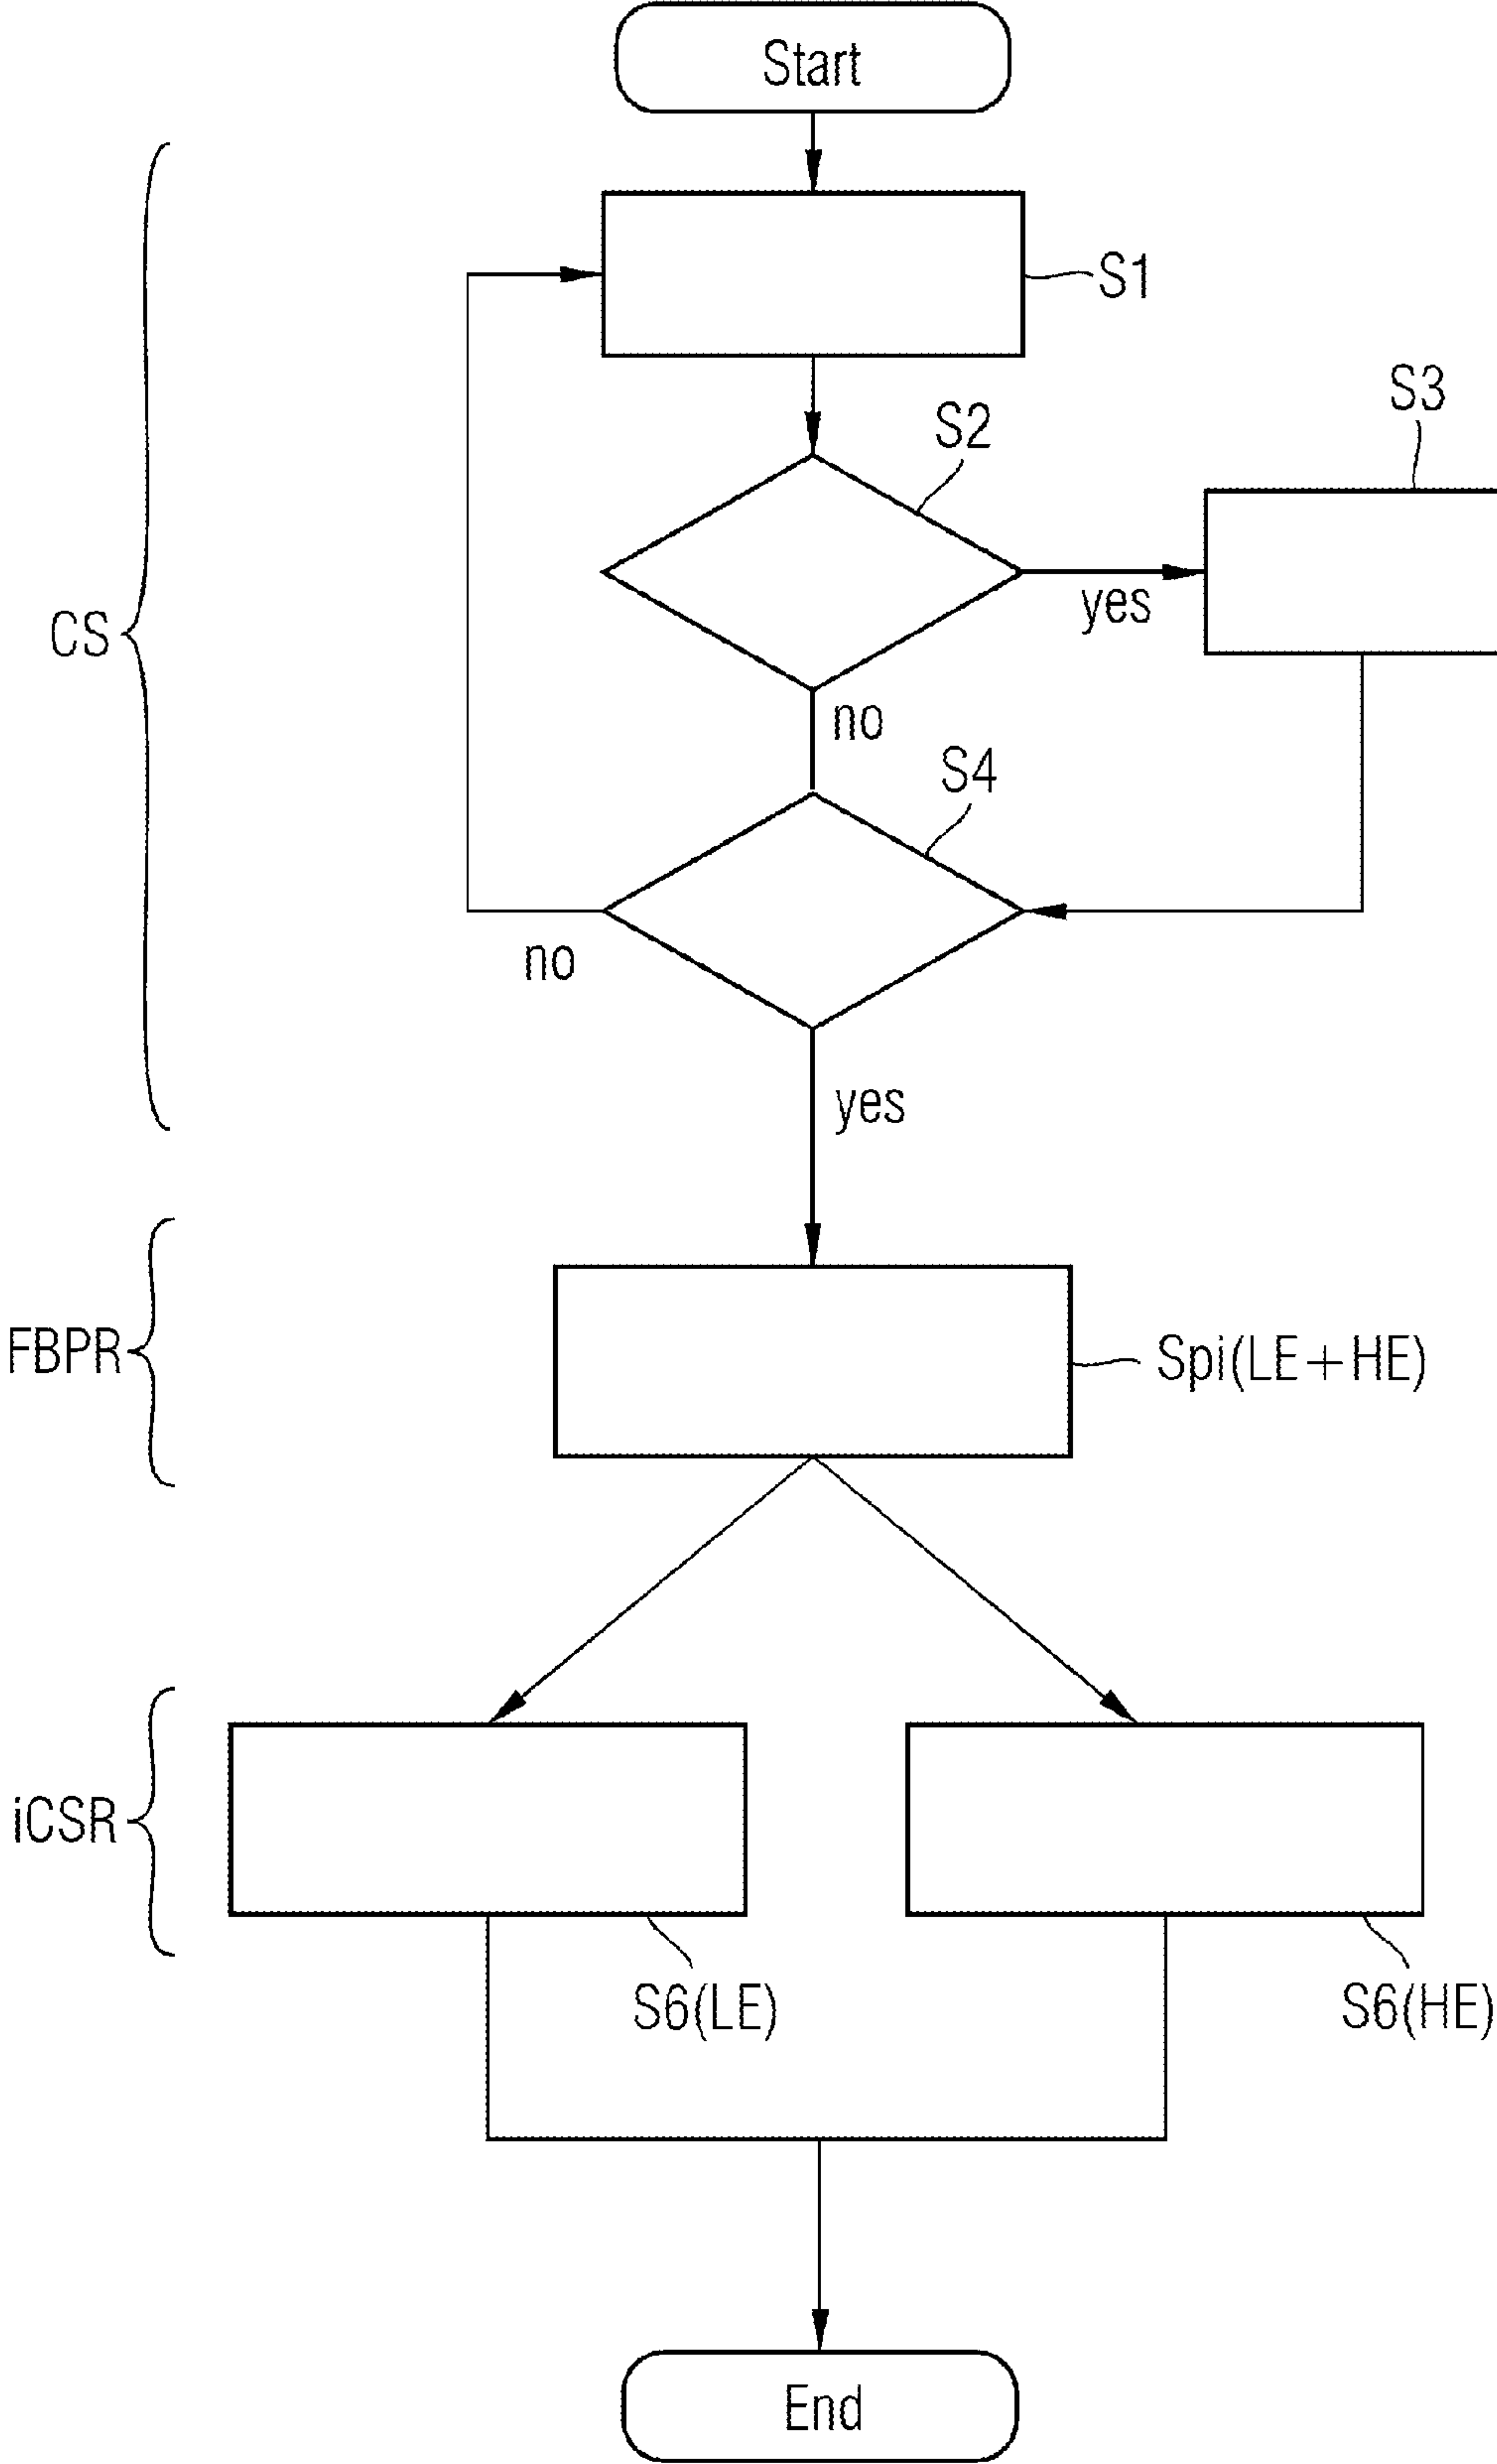 Start
S1
S3
S2
yes
CS
no
S4
no
yes
FBPR
Spi(LE+HE)
iCSR
S6(LE)
S6(HE)
End